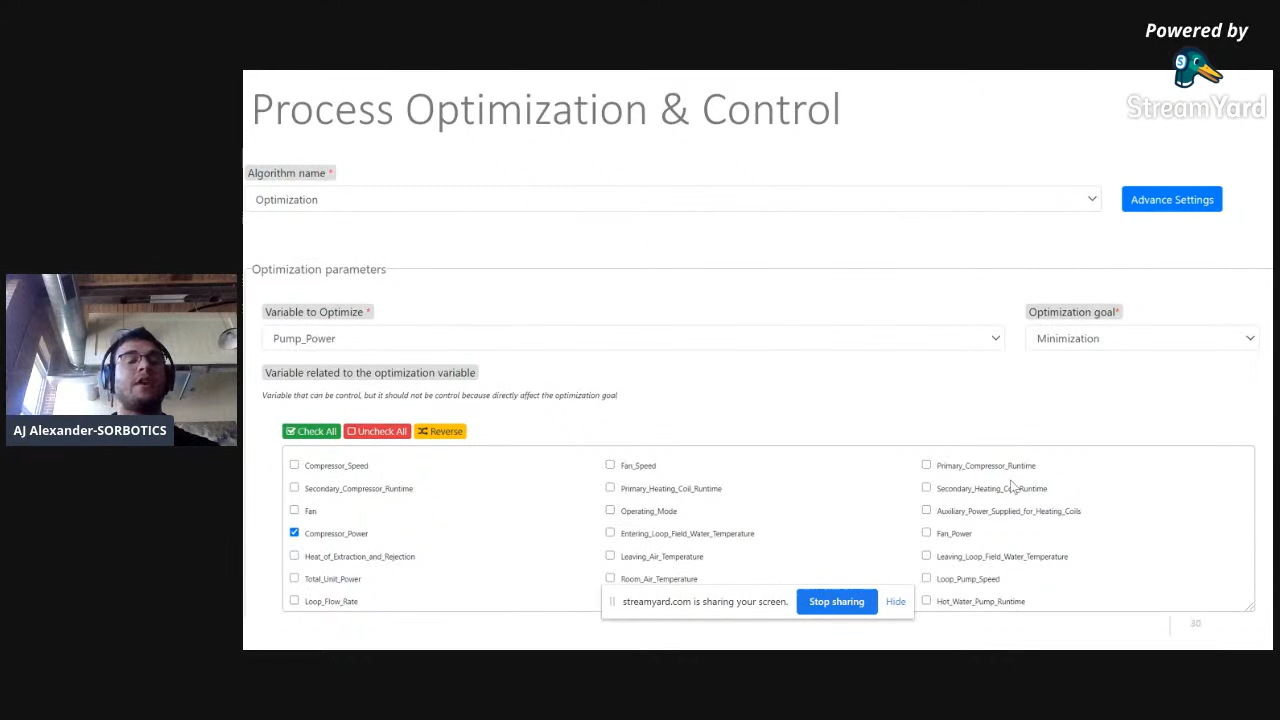 Powered by
StreamYard
Process Optimization & Control
Algorithm name *
Optimization
Advance Settings
Optimization parameters
Variable to Optimize *
Optimization goal*
Pump_Power
Minimization
Variable related to the optimization variable
Variable that can be control, but it should not be control because directly affect the optimization goal
Check All Uncheck All Reverse
Compressor_Speed Fan_Speed Primary_Compressor_Runtime
Secondary_Compressor_Runtime Primary_Heating_Coil_Runtime Secondary_Heating_Coil_Runtime
Fan Operating_Mode Auxiliary_Power_Supplied_for_Heating_Coils
Compressor_Power Entering_Loop_Field_Water_Temperature Fan_Power
Heat_of_Extraction_and_Rejection Leaving_Air_Temperature Leaving_Loop_Field_Water_Temperature
Total_Unit_Power Room_Air_Temperature Loop_Pump_Speed
Loop_Flow_Rate Hot_Water_Pump_Runtime
streamyard.com is sharing your screen. Stop sharing Hide
30
AJ Alexander-SORBOTICS